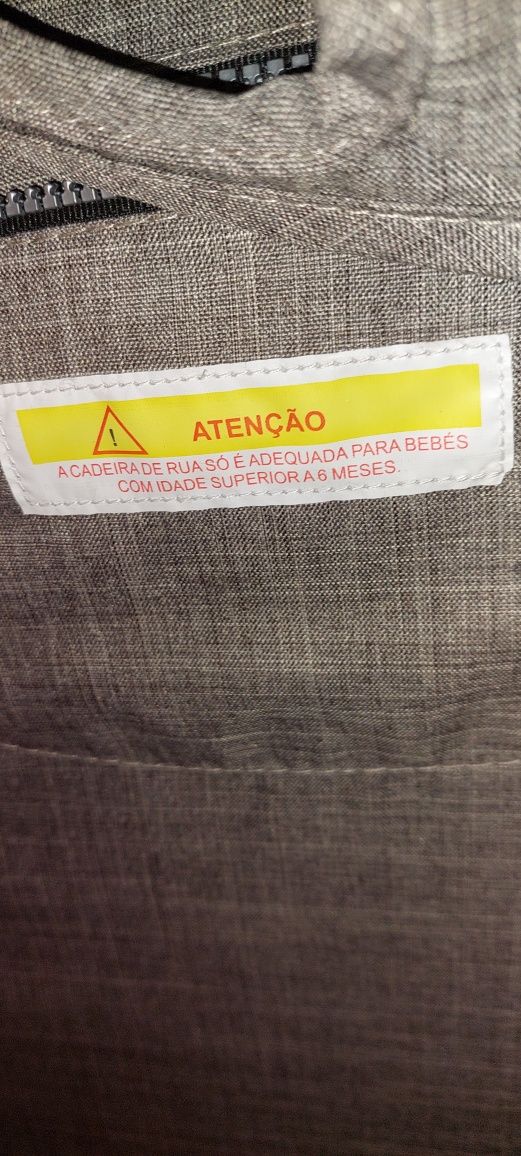 ATENÇÃO
A CADEIRA DE RUA SÓ É ADEQUADA PARA BEBÉS
COM IDADE SUPERIOR A 6 MESES.